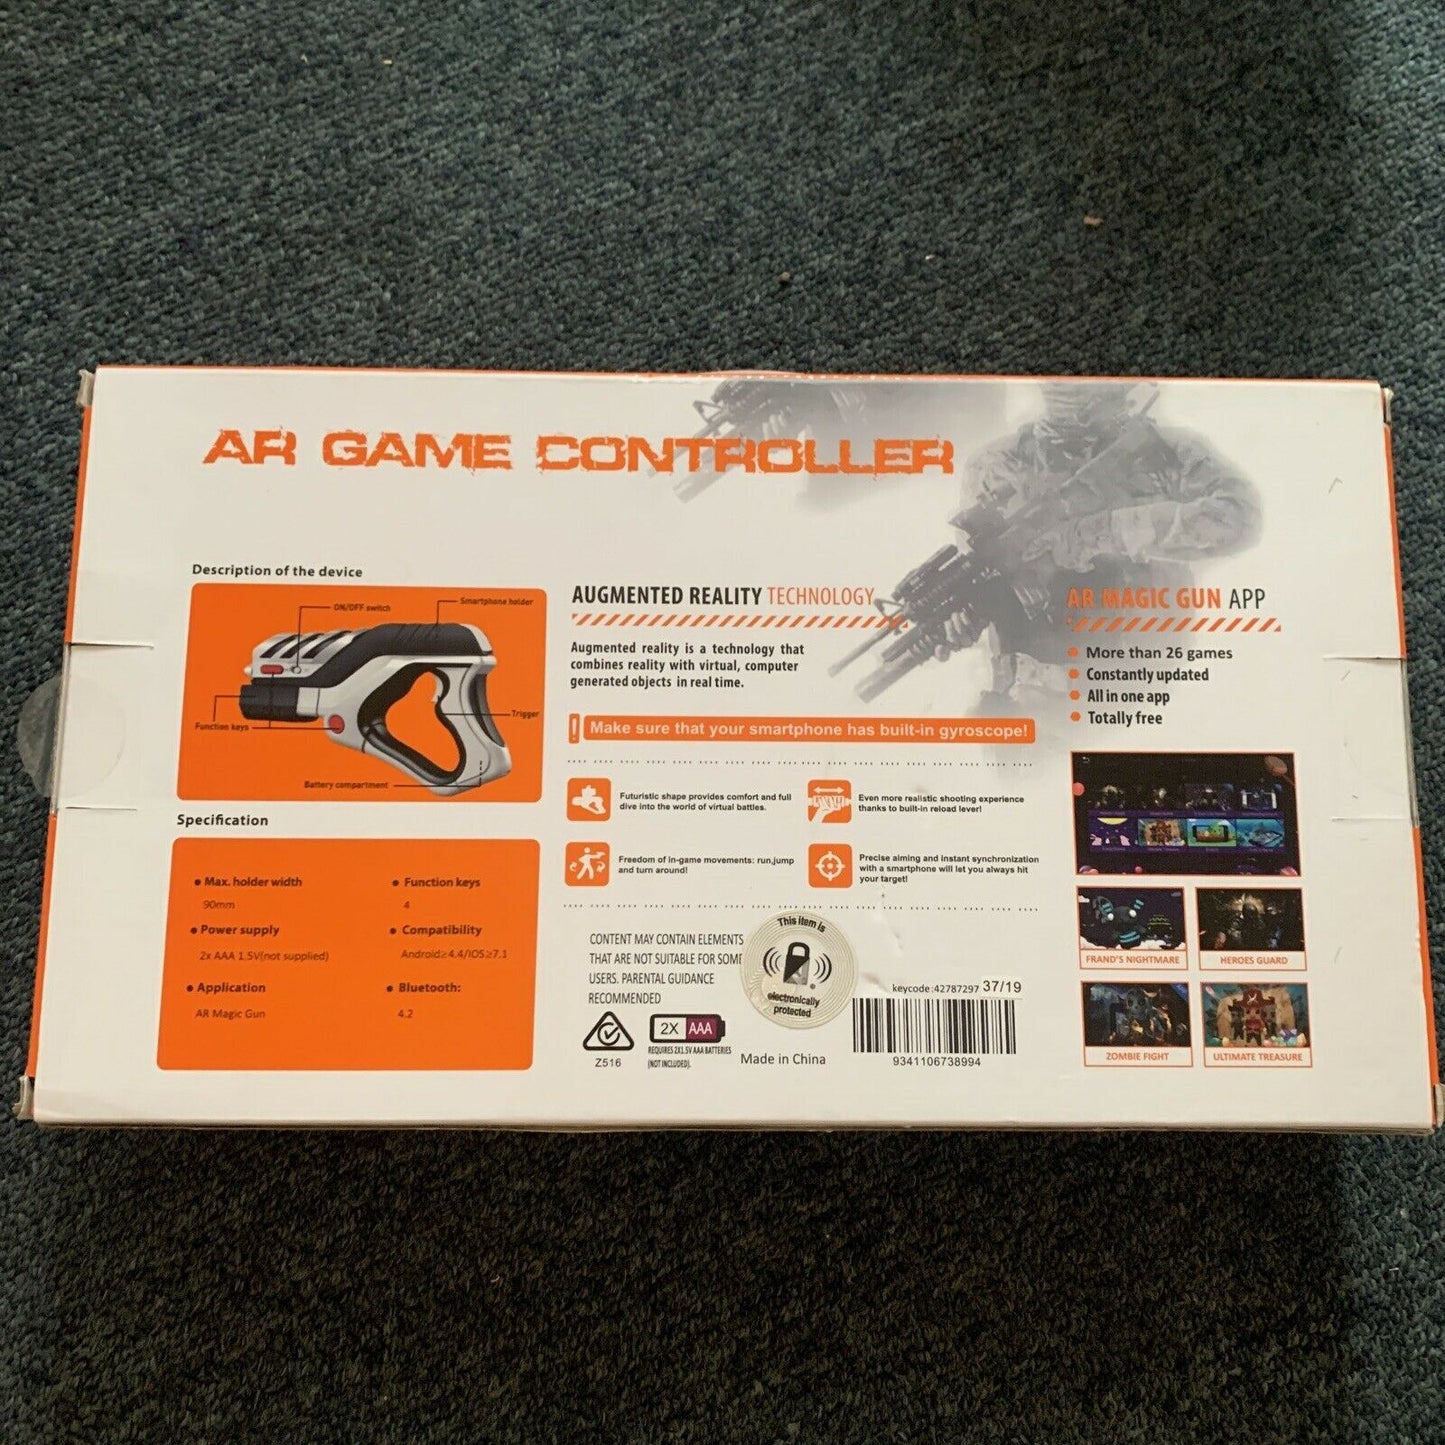 AR GAME CONTROLLER
Description of the device
ON/OFF switch
Smartphone holder
Function keys
Trigger
Battery compartment
Specification
• Max. holder width
90mm
• Power supply
2x AAA 1.5V(not supplied)
• Application
AR Magic Gun
• Function keys
4
• Compatibility
Android≥4.4/IOS≥7.1
• Bluetooth:
4.2
AUGMENTED REALITY TECHNOLOGY
Augmented reality is a technology that
combines reality with virtual, computer
generated objects in real time.
! Make sure that your smartphone has built-in gyroscope!
Futuristic shape provides comfort and full
dive into the world of virtual battles.
Even more realistic shooting experience
thanks to built-in reload lever!
Freedom of in-game movements: run,jump
and turn around!
Precise aiming and instant synchronization
with a smartphone will let you always hit
your target!
CONTENT MAY CONTAIN ELEMENTS
THAT ARE NOT SUITABLE FOR SOME
USERS. PARENTAL GUIDANCE
RECOMMENDED
Z516
2X AAA
REQUIRES 2X1.5V AAA BATTERIES
(NOT INCLUDED).
This item is
electronically
protected
Made in China
keycode:42787297 37/19
9341106738994
AR MAGIC GUN APP
More than 26 games
Constantly updated
All in one app
Totally free
FRAND'S NIGHTMARE
HEROES GUARD
ZOMBIE FIGHT
ULTIMATE TREASURE